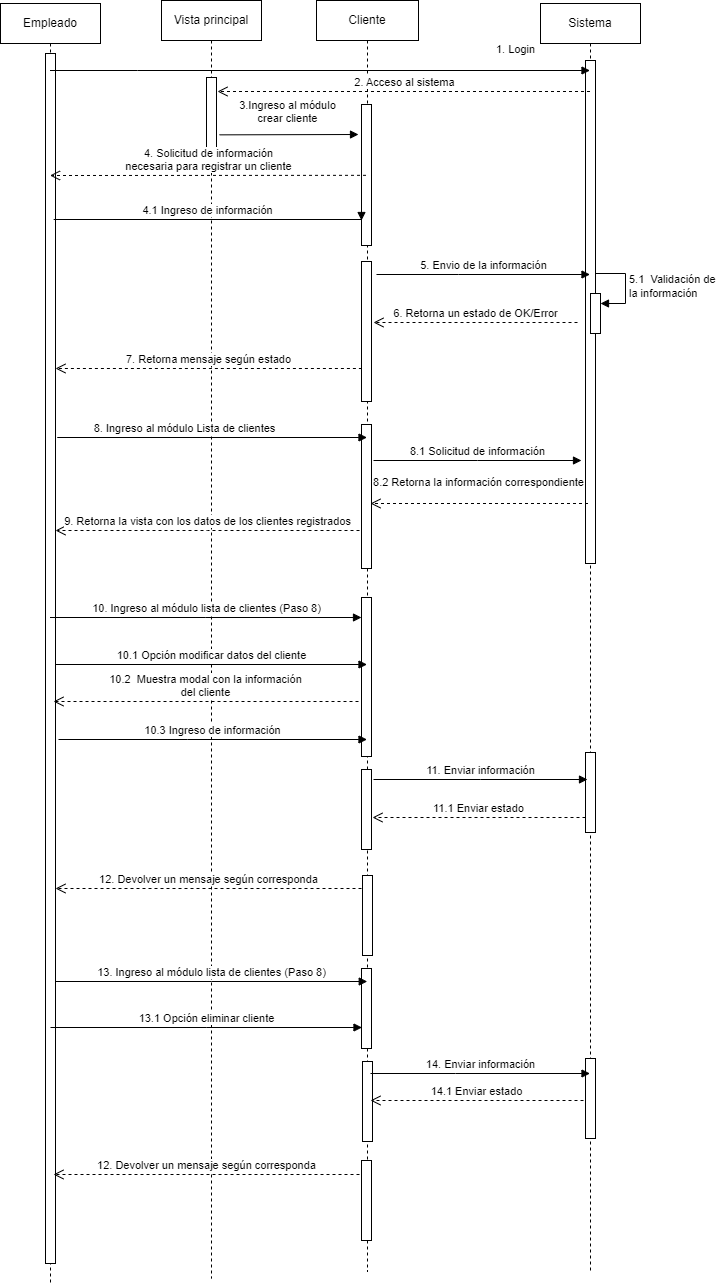 Empleado
Vista principal
Cliente
Sistema
1. Login
2. Acceso al sistema
3.Ingreso al módulo
crear cliente
4. Solicitud de información
necesaria para registrar un cliente
4.1 Ingreso de información
5. Envio de la información
5.1 Validación de
la información
6. Retorna un estado de OK/Error
7. Retorna mensaje según estado
8. Ingreso al módulo Lista de clientes
8.1 Solicitud de información
8.2 Retorna la información correspondiente
9. Retorna la vista con los datos de los clientes registrados
10. Ingreso al módulo lista de clientes (Paso 8)
10.1 Opción modificar datos del cliente
10.2 Muestra modal con la información
del cliente
10.3 Ingreso de información
11. Enviar información
11.1 Enviar estado
12. Devolver un mensaje según corresponda
13. Ingreso al módulo lista de clientes (Paso 8)
13.1 Opción eliminar cliente
14. Enviar información
14.1 Enviar estado
12. Devolver un mensaje según corresponda